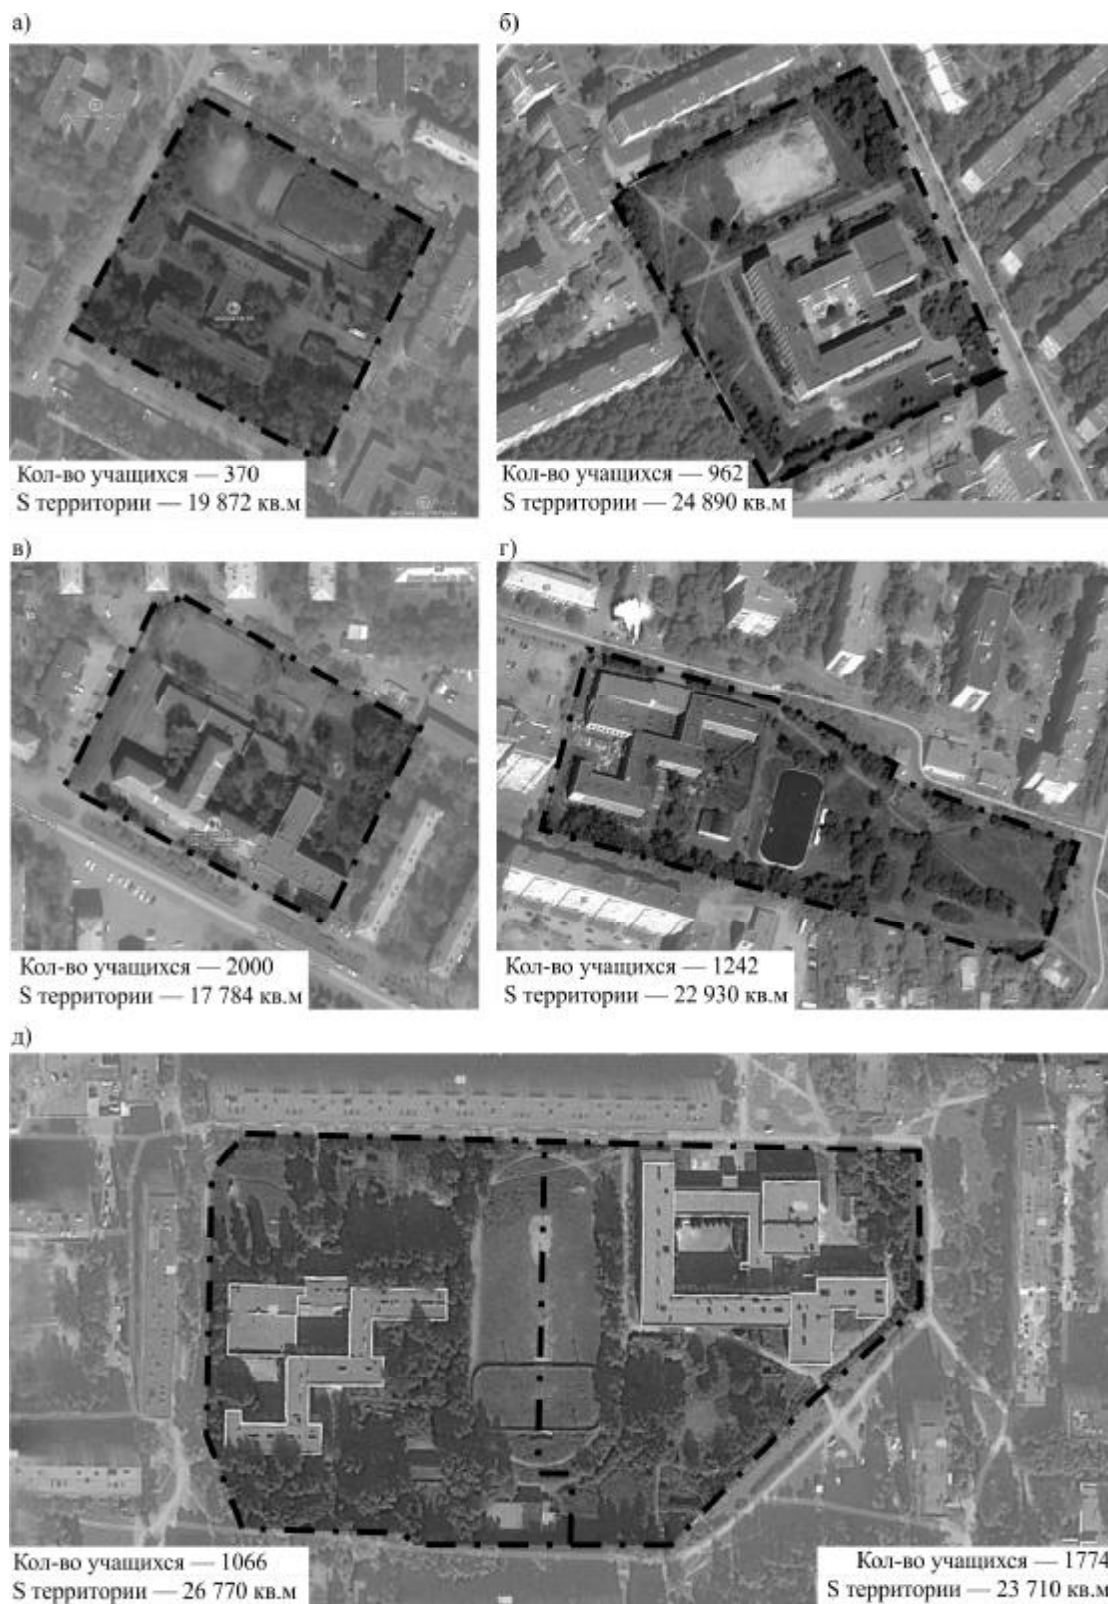 а)
б)
Кол-во учащихся — 370
S территории — 19 872 кв.м
Кол-во учащихся — 962
S территории — 24 890 кв.м
в)
г)
Кол-во учащихся — 2000
S территории — 17 784 кв.м
Кол-во учащихся — 1242
S территории — 22 930 кв.м
д)
Кол-во учащихся — 1066
S территории — 26 770 кв.м
Кол-во учащихся — 1774
S территории — 23 710 кв.м